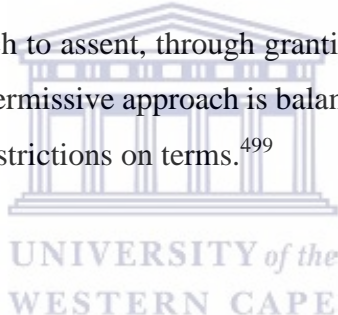 h to assent, through granti
ermissive approach is balan
strictions on terms.499
UNIVERSITY of the
WESTERN CAPE